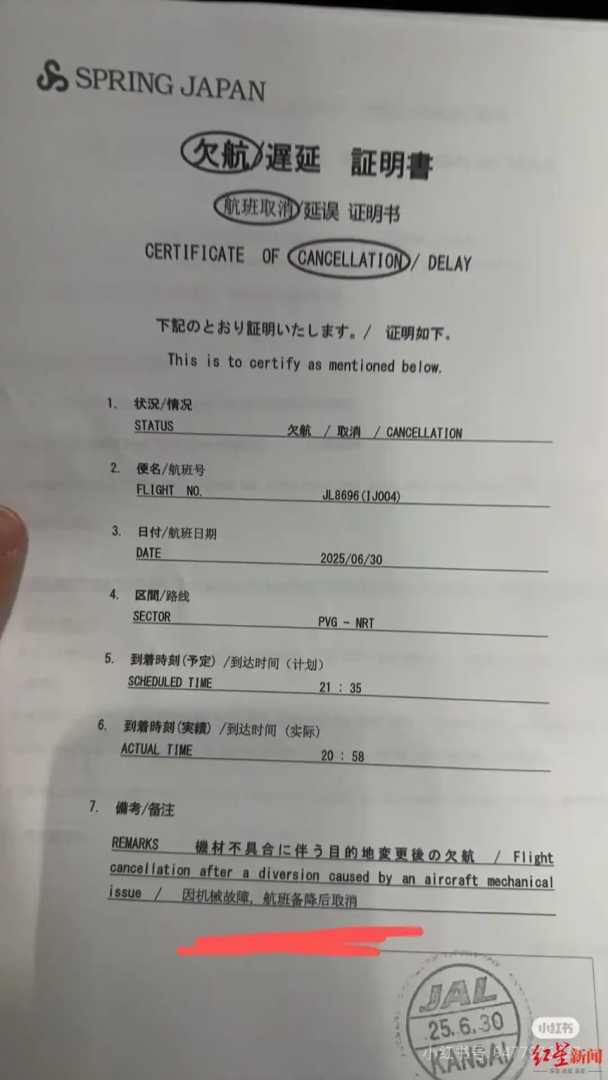 SPRING JAPAN
欠航/遅延 証明書
航班取消/延误 证明书
CERTIFICATE OF CANCELLATION / DELAY
下記のとおり証明いたします。/ 证明如下。
This is to certify as mentioned below.
1. 状況/情况
STATUS 欠航 / 取消 / CANCELLATION
2. 便名/航班号
FLIGHT NO. JL8696(IJ004)
3. 日付/航班日期
DATE 2025/06/30
4. 区間/路线
SECTOR PVG - NRT
5. 到着時刻(予定) /到达时间（计划）
SCHEDULED TIME 21 : 35
6. 到着時刻(実績) /到达时间（实际）
ACTUAL TIME 20 : 58
7. 備考/备注
REMARKS 機材不具合に伴う目的地変更後の欠航 / Flight
cancellation after a diversion caused by an aircraft mechanical
issue / 因机械故障，航班备降后取消
JAL
25.6.30
KANSAI
小红书
小红书号
红星新闻